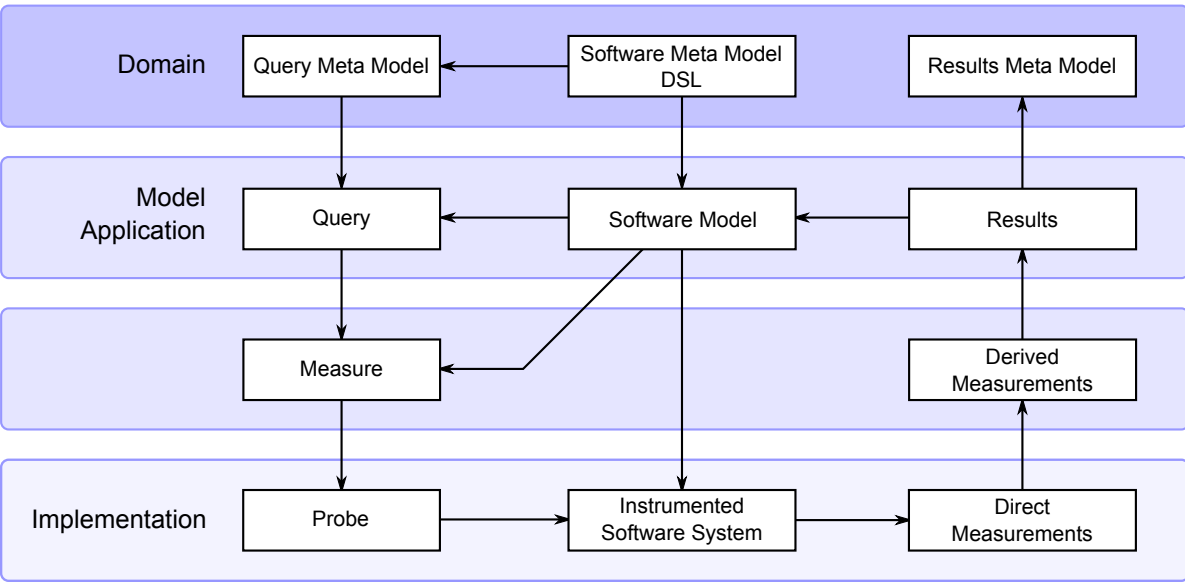 Domain
Query Meta Model
Software Meta Model
DSL
Results Meta Model
Model
Application
Query
Software Model
Results
Measure
Derived
Measurements
Implementation
Probe
Instrumented
Software System
Direct
Measurements